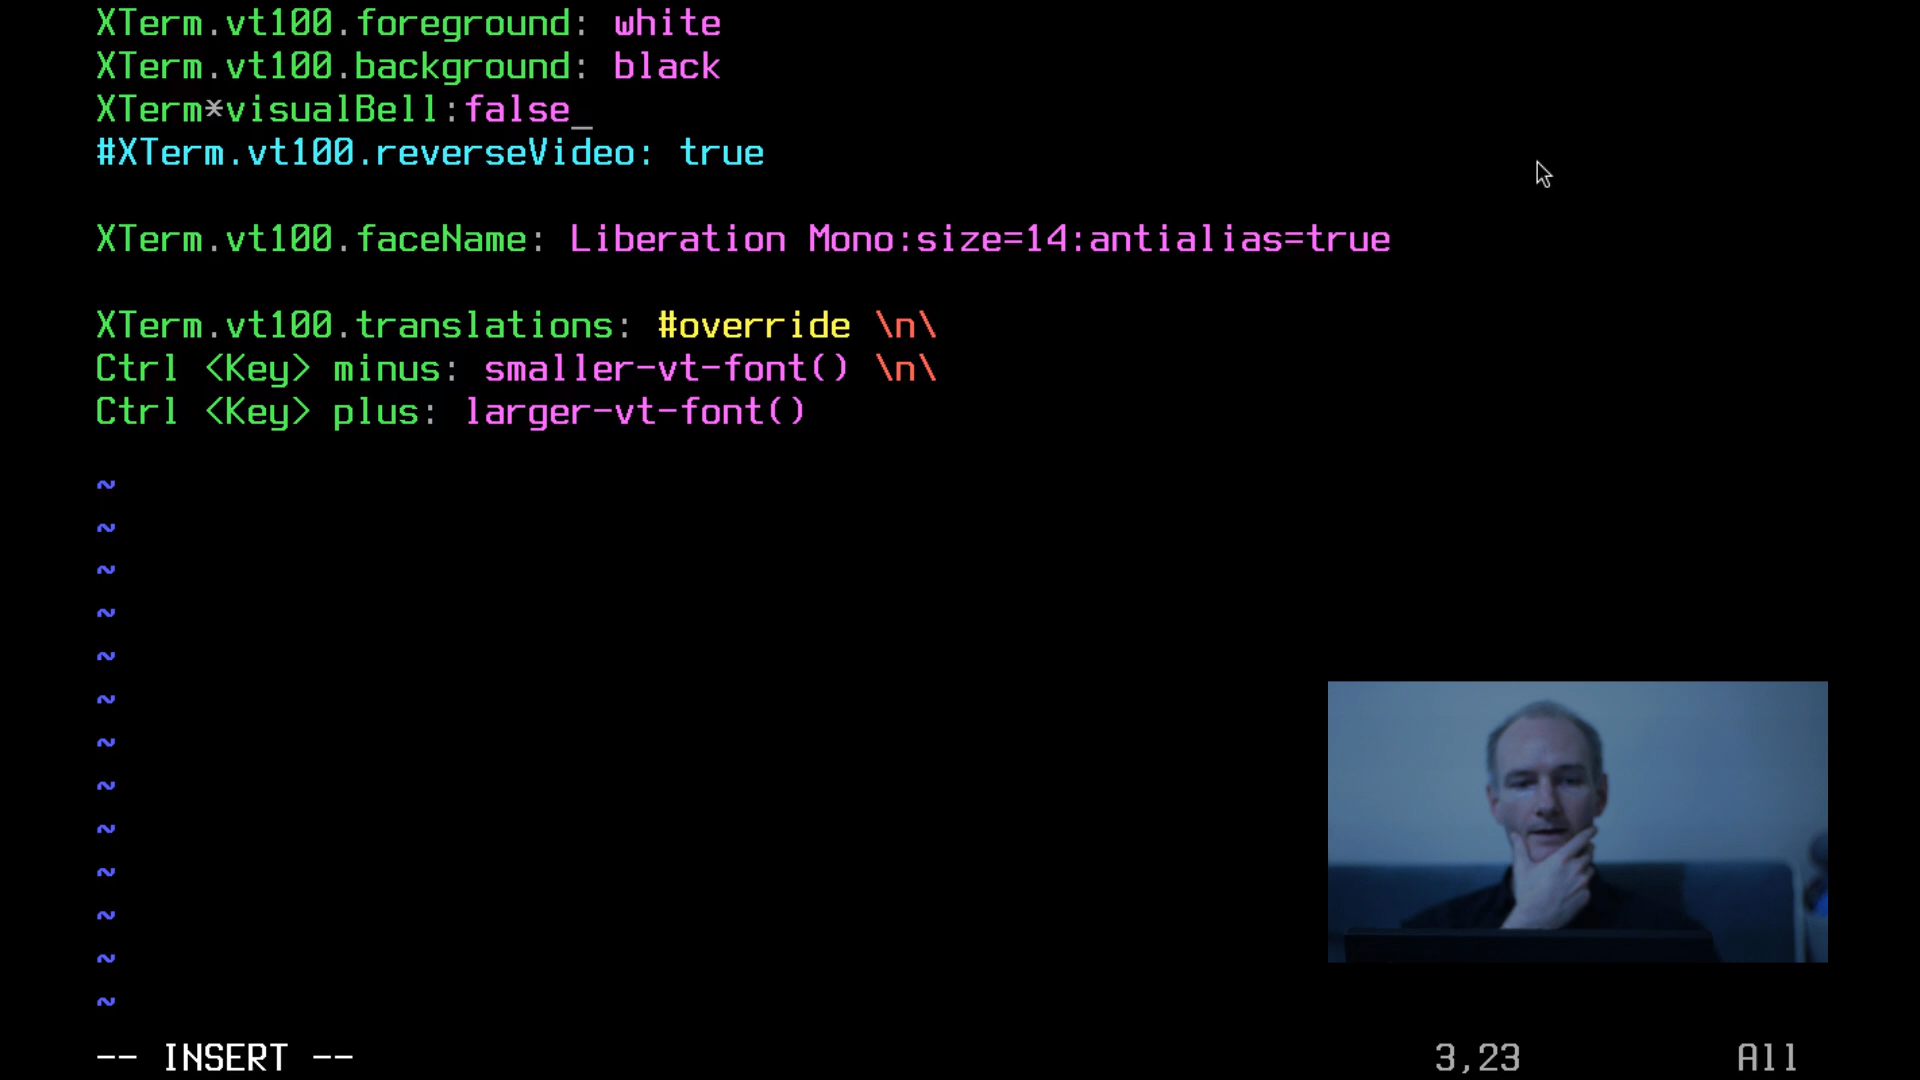 XTerm.vt100.foreground: white
XTerm.vt100.background: black
XTerm*visualBell:false_
#XTerm.vt100.reverseVideo: true
XTerm.vt100.faceName: Liberation Mono:size=14:antialias=true
XTerm.vt100.translations: #override \n\
Ctrl <Key> minus: smaller-vt-font() \n\
Ctrl <Key> plus: larger-vt-font()
~
~
~
~
~
~
~
~
~
~
~
~
~
-- INSERT -- 3,23 All